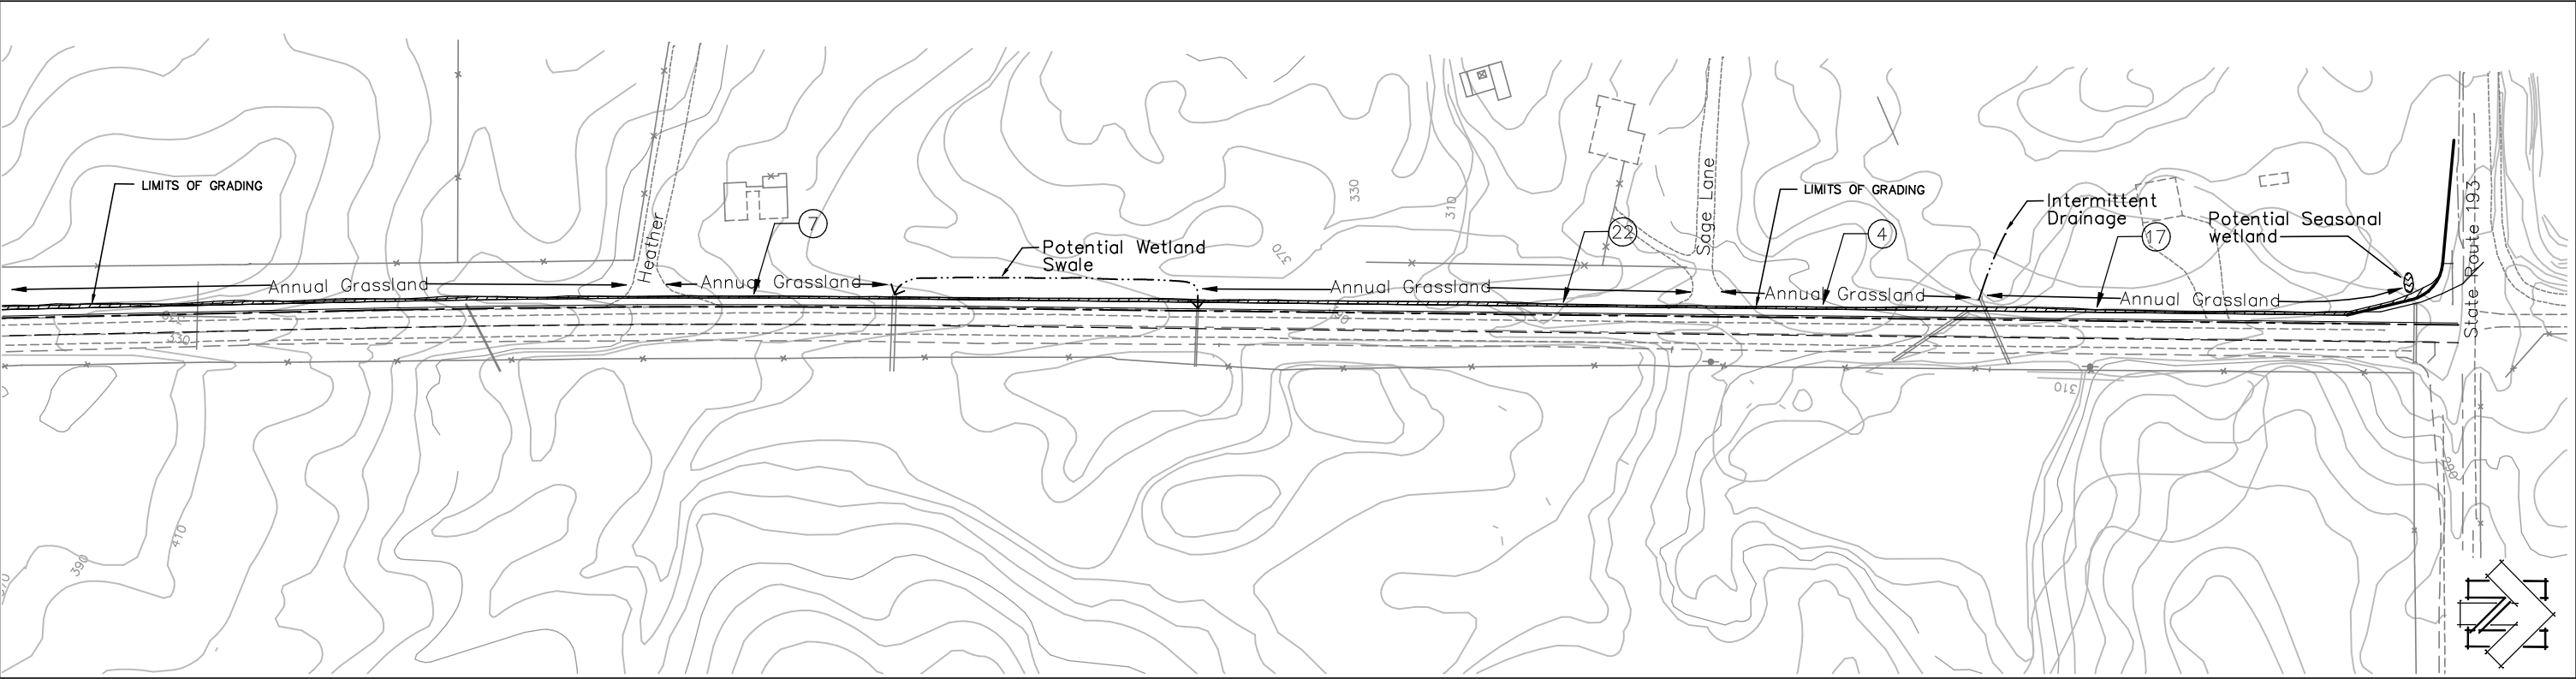 LIMITS OF GRADING
Annual Grassland
Heather
7
Annual Grassland
Potential Wetland
Swale
370
330
310
Annual Grassland
22
Sage Lane
LIMITS OF GRADING
4
Annual Grassland
Intermittent
Drainage
17
Annual Grassland
Potential Seasonal
wetland
State Route 193
330
310
290
410
390
N